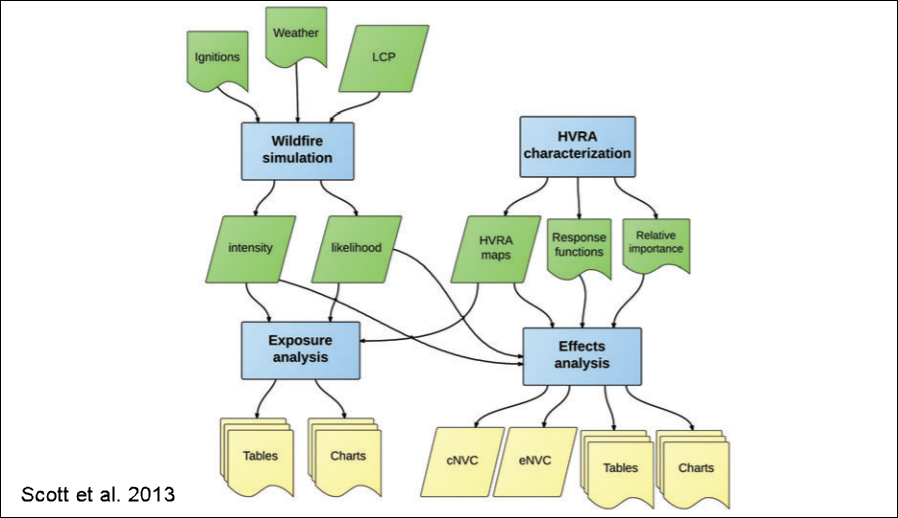 Ignitions
Weather
LCP
Wildfire
simulation
HVRA
characterization
intensity
likelihood
HVRA
maps
Response
functions
Relative
importance
Exposure
analysis
Effects
analysis
Tables
Charts
cNVC
eNVC
Tables
Charts
Scott et al. 2013